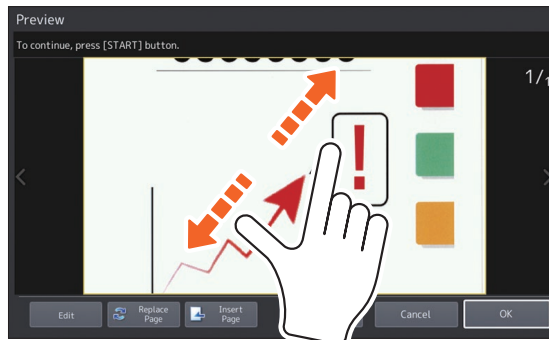 Preview
To continue, press [START] button.
1/1
!
Edit
Replace
Page
Insert
Page
Cancel
OK